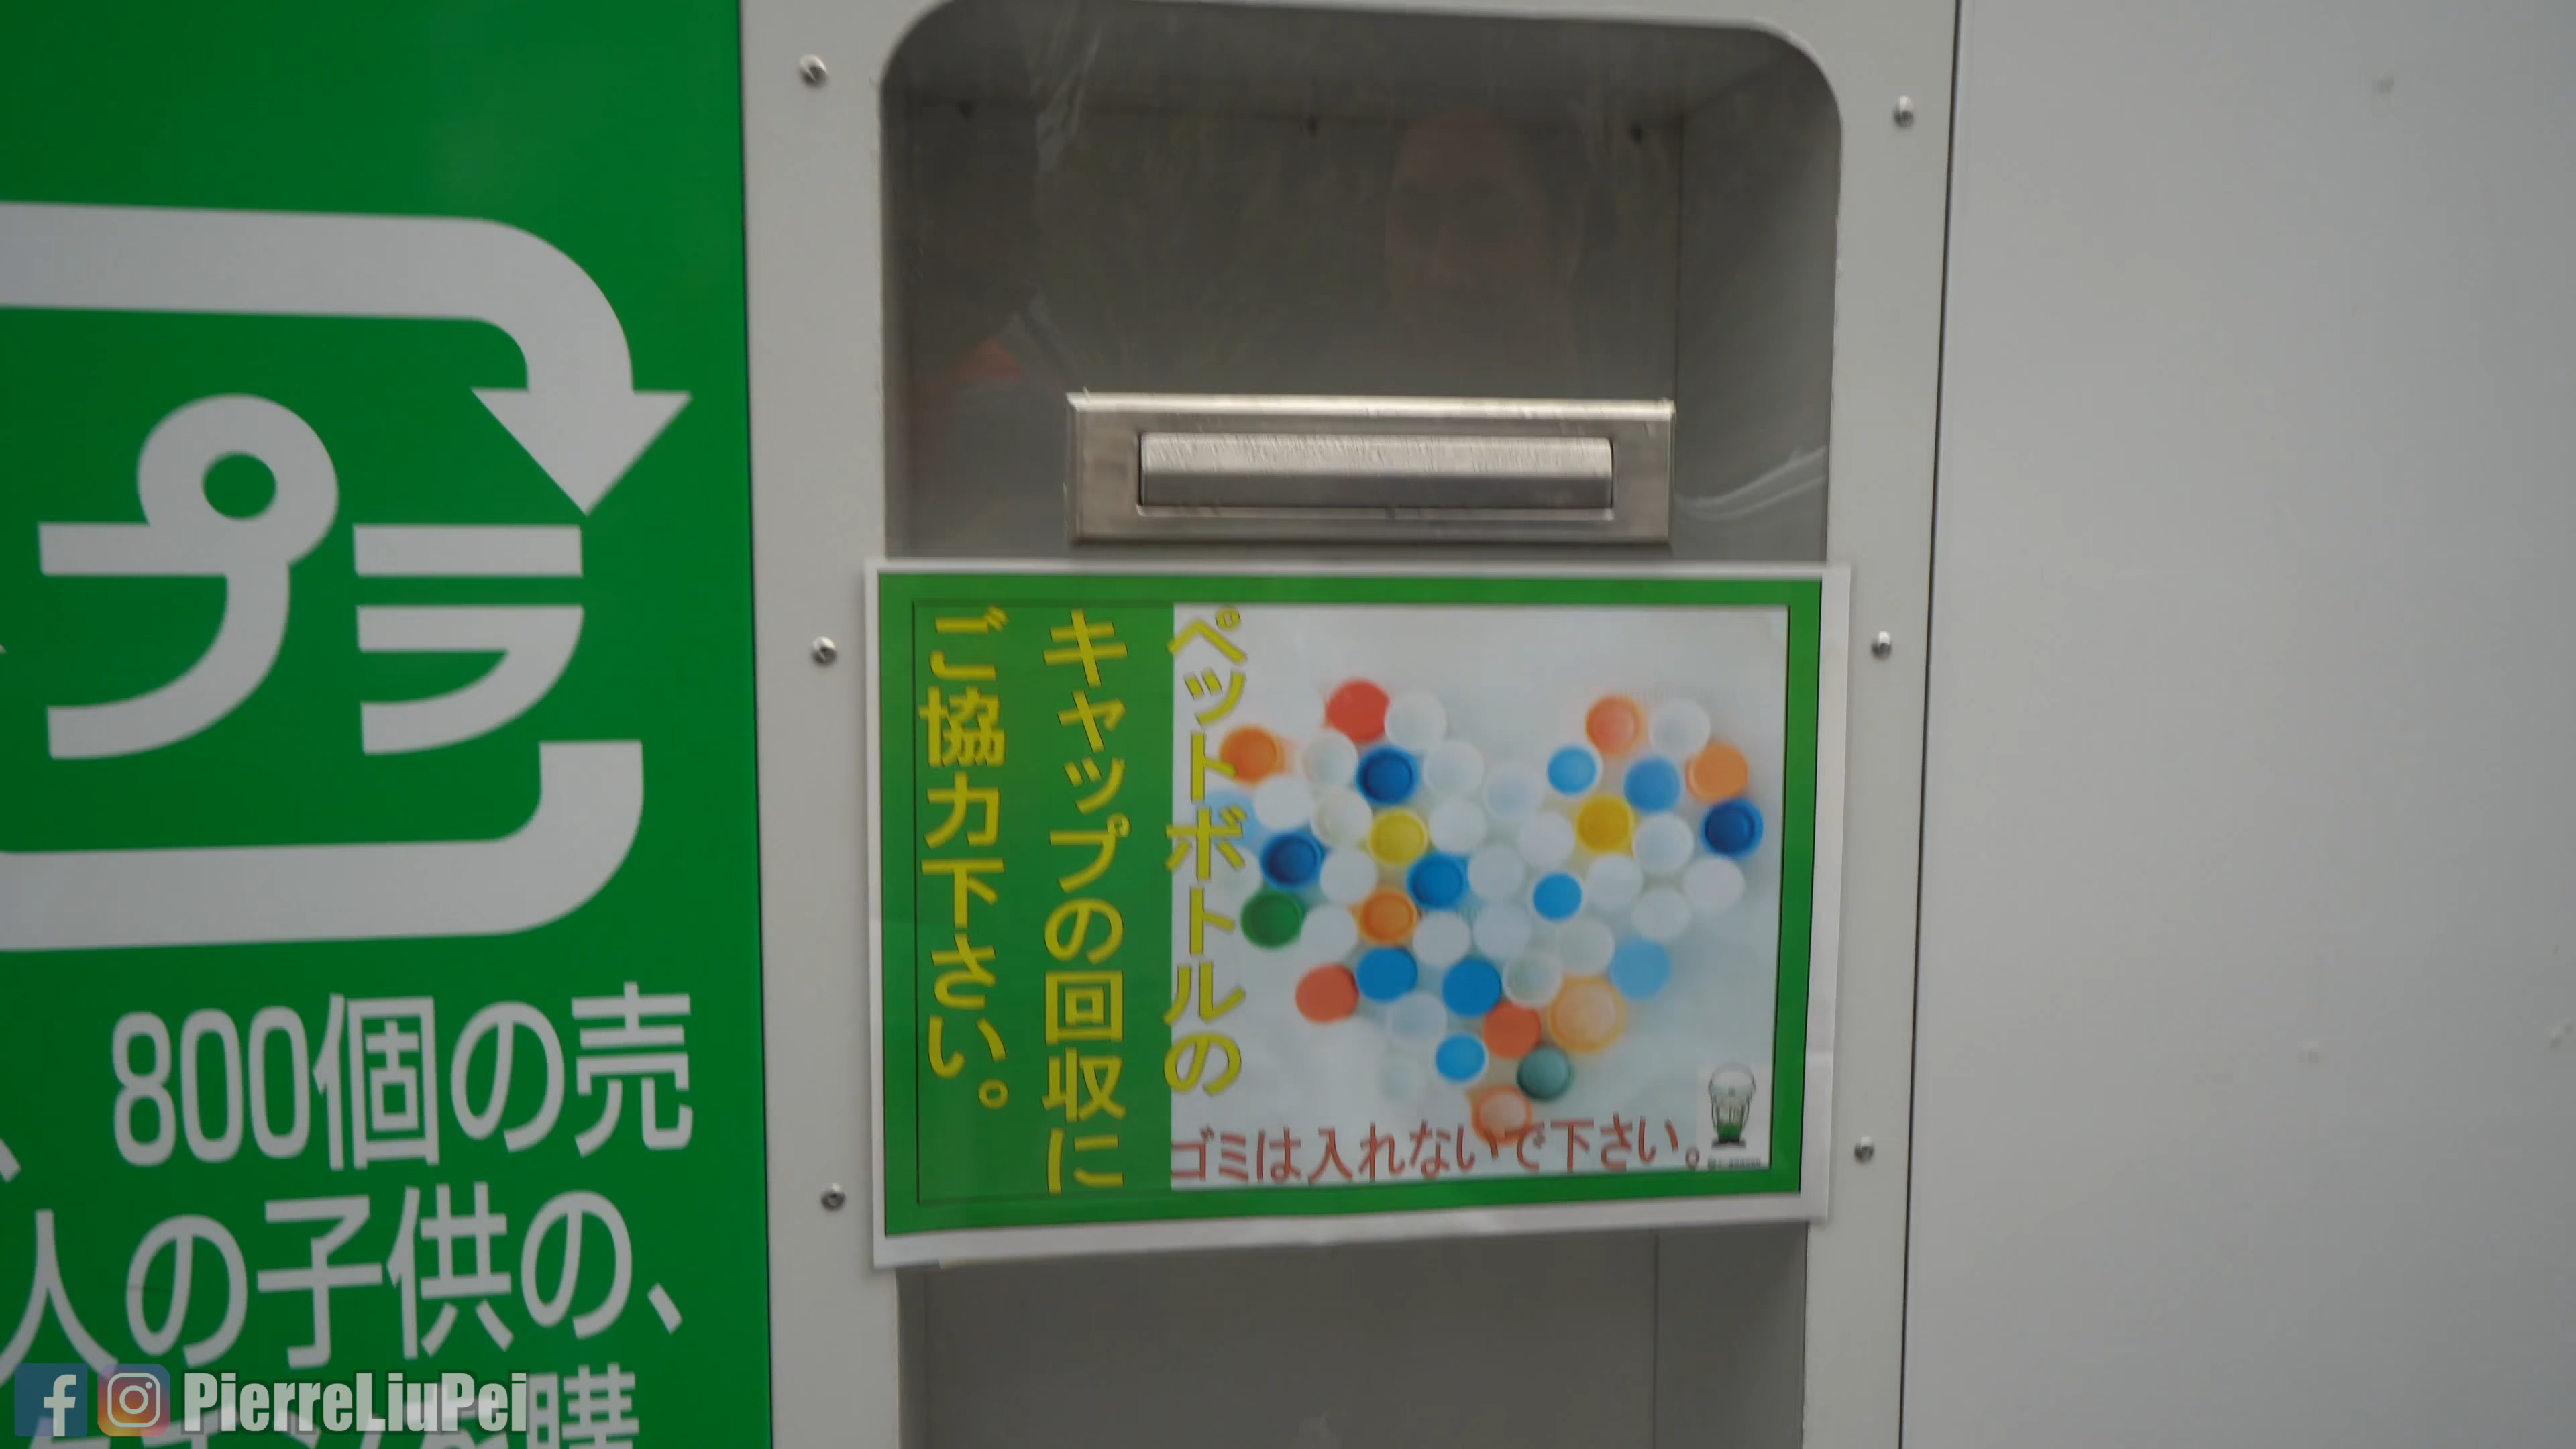 プラ
800個の売
人の子供の、
ペットボトルの
キャップの回収に
ご協力下さい。
ゴミは入れないで下さい。
PierreLiuPei